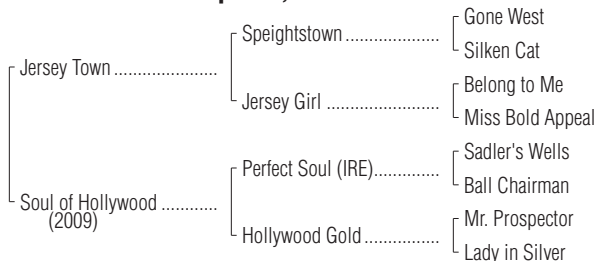 Gone West
Speightstown
Silken Cat
Jersey Town
Belong to Me
Jersey Girl
Miss Bold Appeal
Sadler's Wells
Perfect Soul (IRE)
Ball Chairman
Soul of Hollywood
(2009)
Mr. Prospector
Hollywood Gold
Lady in Silver